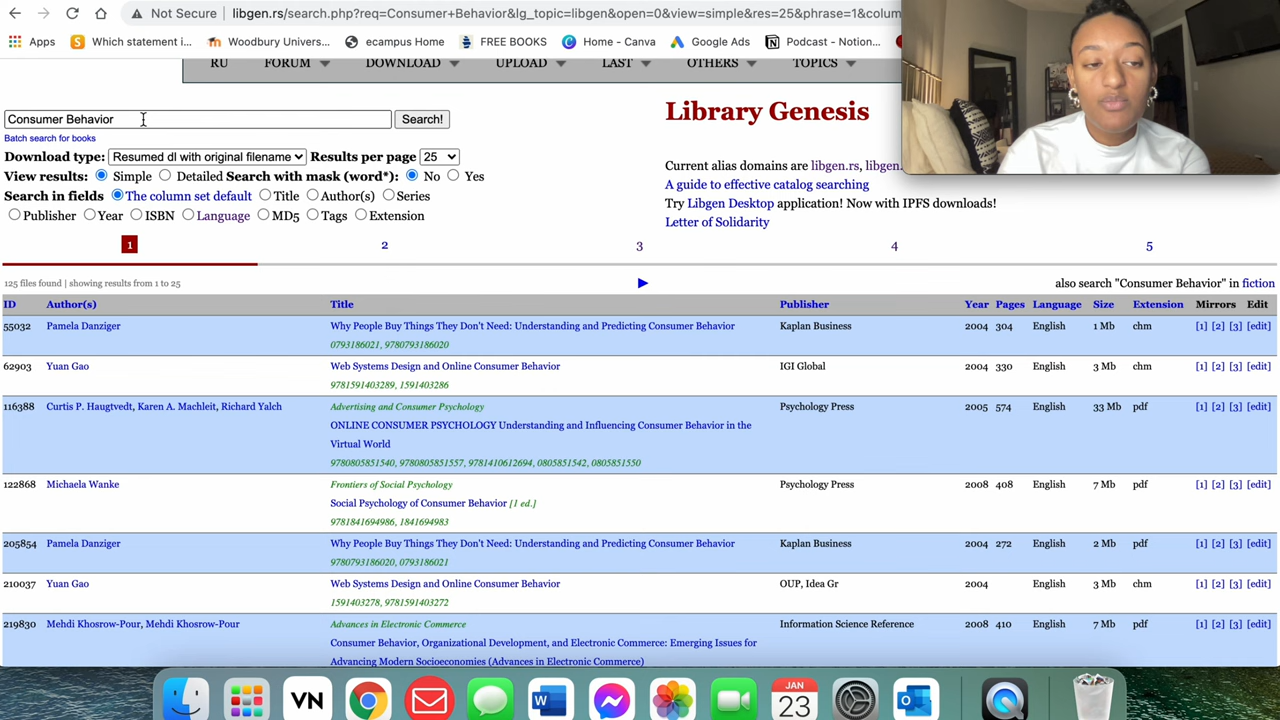 Not Secure | libgen.rs/search.php?req=Consumer+Behavior&lg_topic=libgen&open=0&view=simple&res=25&phrase=1&colum
Apps Which statement i... Woodbury Univers... ecampus Home FREE BOOKS Home - Canva Google Ads Podcast - Notion...
RU FORUM DOWNLOAD UPLOAD LAST OTHERS TOPICS
Consumer Behavior Search!
Library Genesis
Batch search for books
Download type: Resumed dl with original filename Results per page 25
View results: Simple Detailed Search with mask (word*): No Yes
Search in fields The column set default Title Author(s) Series
Publisher Year ISBN Language MD5 Tags Extension
Current alias domains are libgen.rs, libgen.
A guide to effective catalog searching
Try Libgen Desktop application! Now with IPFS downloads!
Letter of Solidarity
1 2 3 4 5
125 files found | showing results from 1 to 25 ► also search "Consumer Behavior" in fiction
ID Author(s) Title Publisher Year Pages Language Size Extension Mirrors Edit
55032 Pamela Danziger Why People Buy Things They Don't Need: Understanding and Predicting Consumer Behavior Kaplan Business 2004 304 English 1 Mb chm [1] [2] [3] [edit]
0793186021, 9780793186020
62903 Yuan Gao Web Systems Design and Online Consumer Behavior IGI Global 2004 330 English 3 Mb chm [1] [2] [3] [edit]
9781591403289, 1591403286
116388 Curtis P. Haugtvedt, Karen A. Machleit, Richard Yalch Advertising and Consumer Psychology Psychology Press 2005 574 English 33 Mb pdf [1] [2] [3] [edit]
ONLINE CONSUMER PSYCHOLOGY Understanding and Influencing Consumer Behavior in the
Virtual World
9780805851540, 9780805851557, 9781410612694, 0805851542, 0805851550
122868 Michaela Wanke Frontiers of Social Psychology Psychology Press 2008 408 English 7 Mb pdf [1] [2] [3] [edit]
Social Psychology of Consumer Behavior [1 ed.]
9781841694986, 1841694983
205854 Pamela Danziger Why People Buy Things They Don't Need: Understanding and Predicting Consumer Behavior Kaplan Business 2004 272 English 2 Mb pdf [1] [2] [3] [edit]
9780793186020, 0793186021
210037 Yuan Gao Web Systems Design and Online Consumer Behavior OUP, Idea Gr 2004 English 3 Mb chm [1] [2] [3] [edit]
1591403278, 9781591403272
219830 Mehdi Khosrow-Pour, Mehdi Khosrow-Pour Advances in Electronic Commerce Information Science Reference 2008 410 English 7 Mb pdf [1] [2] [3] [edit]
Consumer Behavior, Organizational Development, and Electronic Commerce: Emerging Issues for
Advancing Modern Socioeconomies (Advances in Electronic Commerce)
VN
JAN
23